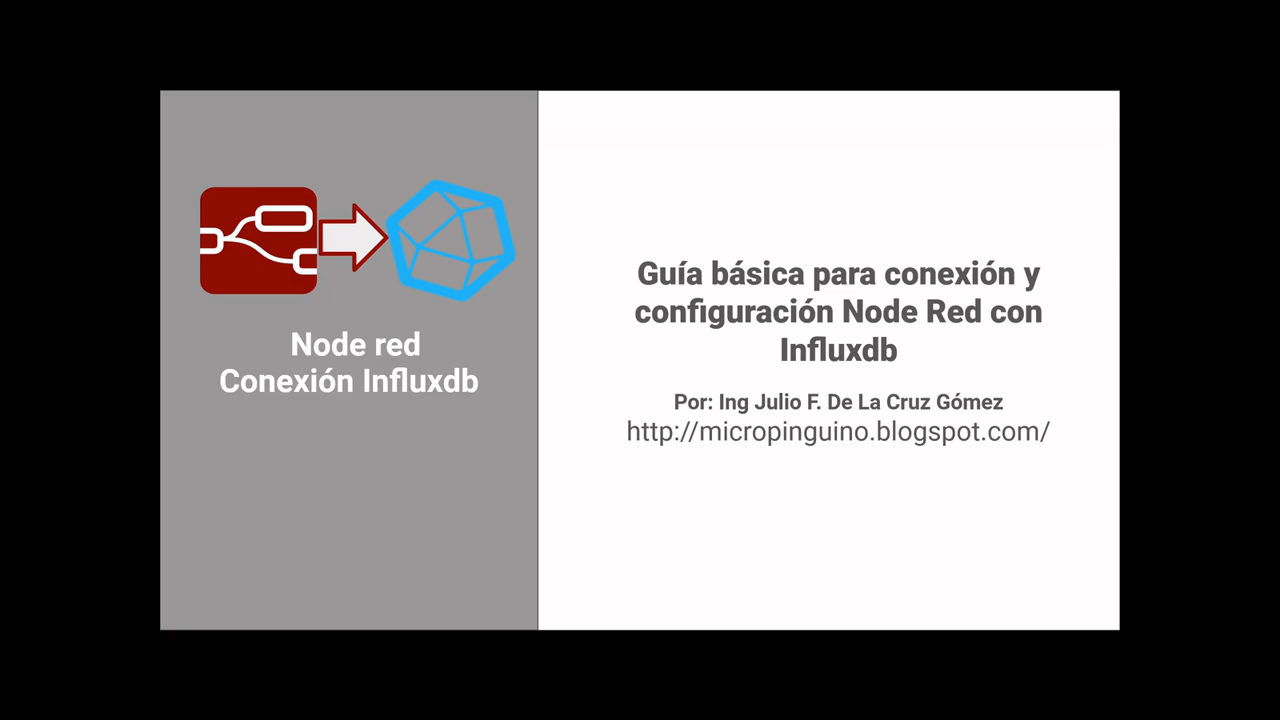 Node red
Conexión Influxdb
Guía básica para conexión y
configuración Node Red con
Influxdb
Por: Ing Julio F. De La Cruz Gómez
http://micropinguino.blogspot.com/